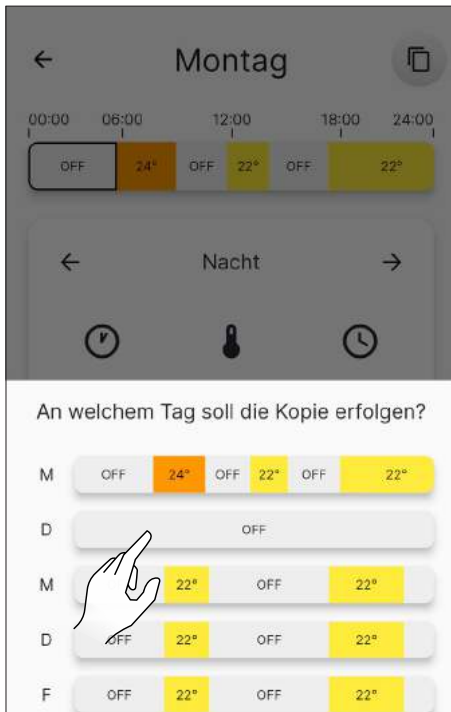 Montag
00:00 06:00 12:00 18:00 24:00
OFF 24° OFF 22° OFF 22°
Nacht
An welchem Tag soll die Kopie erfolgen?
M OFF 24° OFF 22° OFF 22°
D OFF
M 22° OFF 22°
D OFF 22° OFF 22°
F OFF 22° OFF 22°